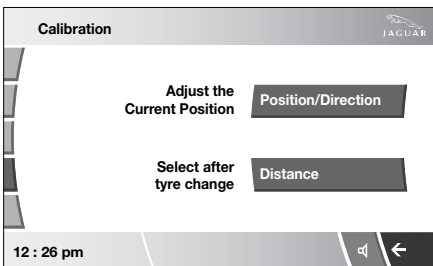 Calibration
JAGUAR
Adjust the
Current Position
Position/Direction
Select after
tyre change
Distance
12 : 26 pm